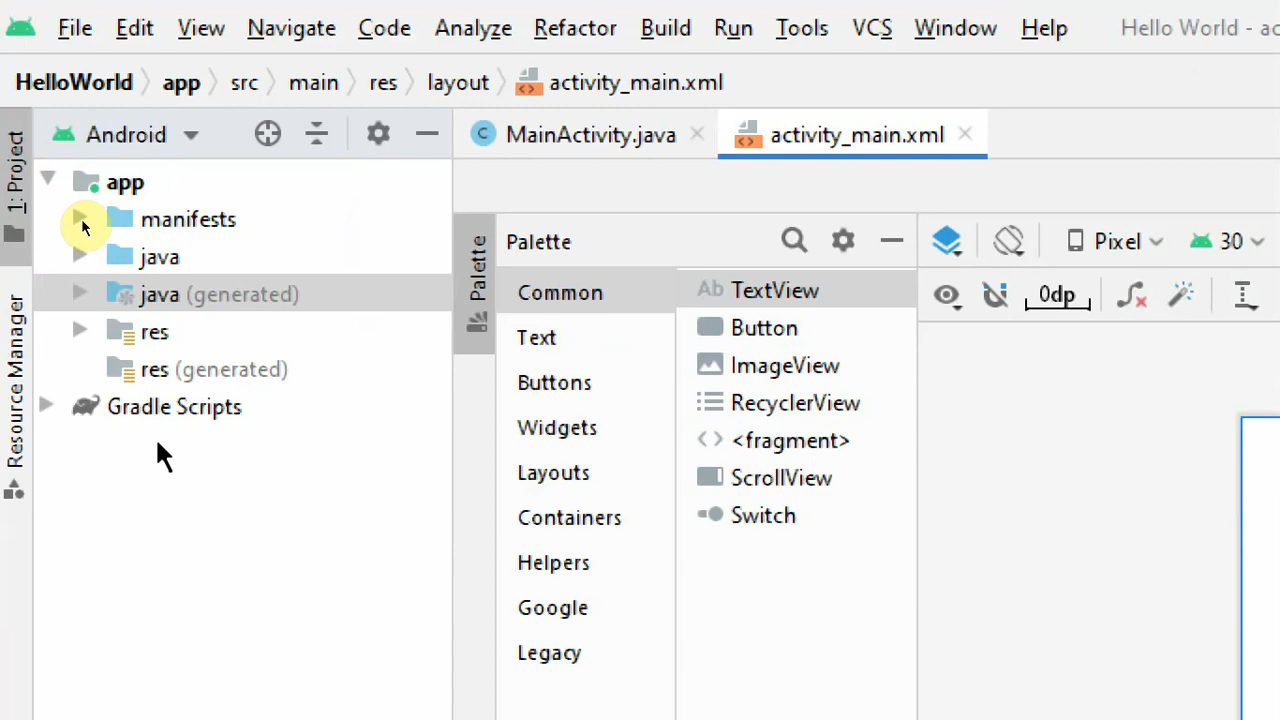 File Edit View Navigate Code Analyze Refactor Build Run Tools VCS Window Help Hello World - ac
HelloWorld app src main res layout activity_main.xml
1: Project
Resource Manager
Android
app
manifests
java
java (generated)
res
res (generated)
Gradle Scripts
MainActivity.java activity_main.xml
Palette
Palette
Common
Text
Buttons
Widgets
Layouts
Containers
Helpers
Google
Legacy
Ab TextView
Button
ImageView
RecyclerView
<fragment>
ScrollView
Switch
Pixel 30
0dp